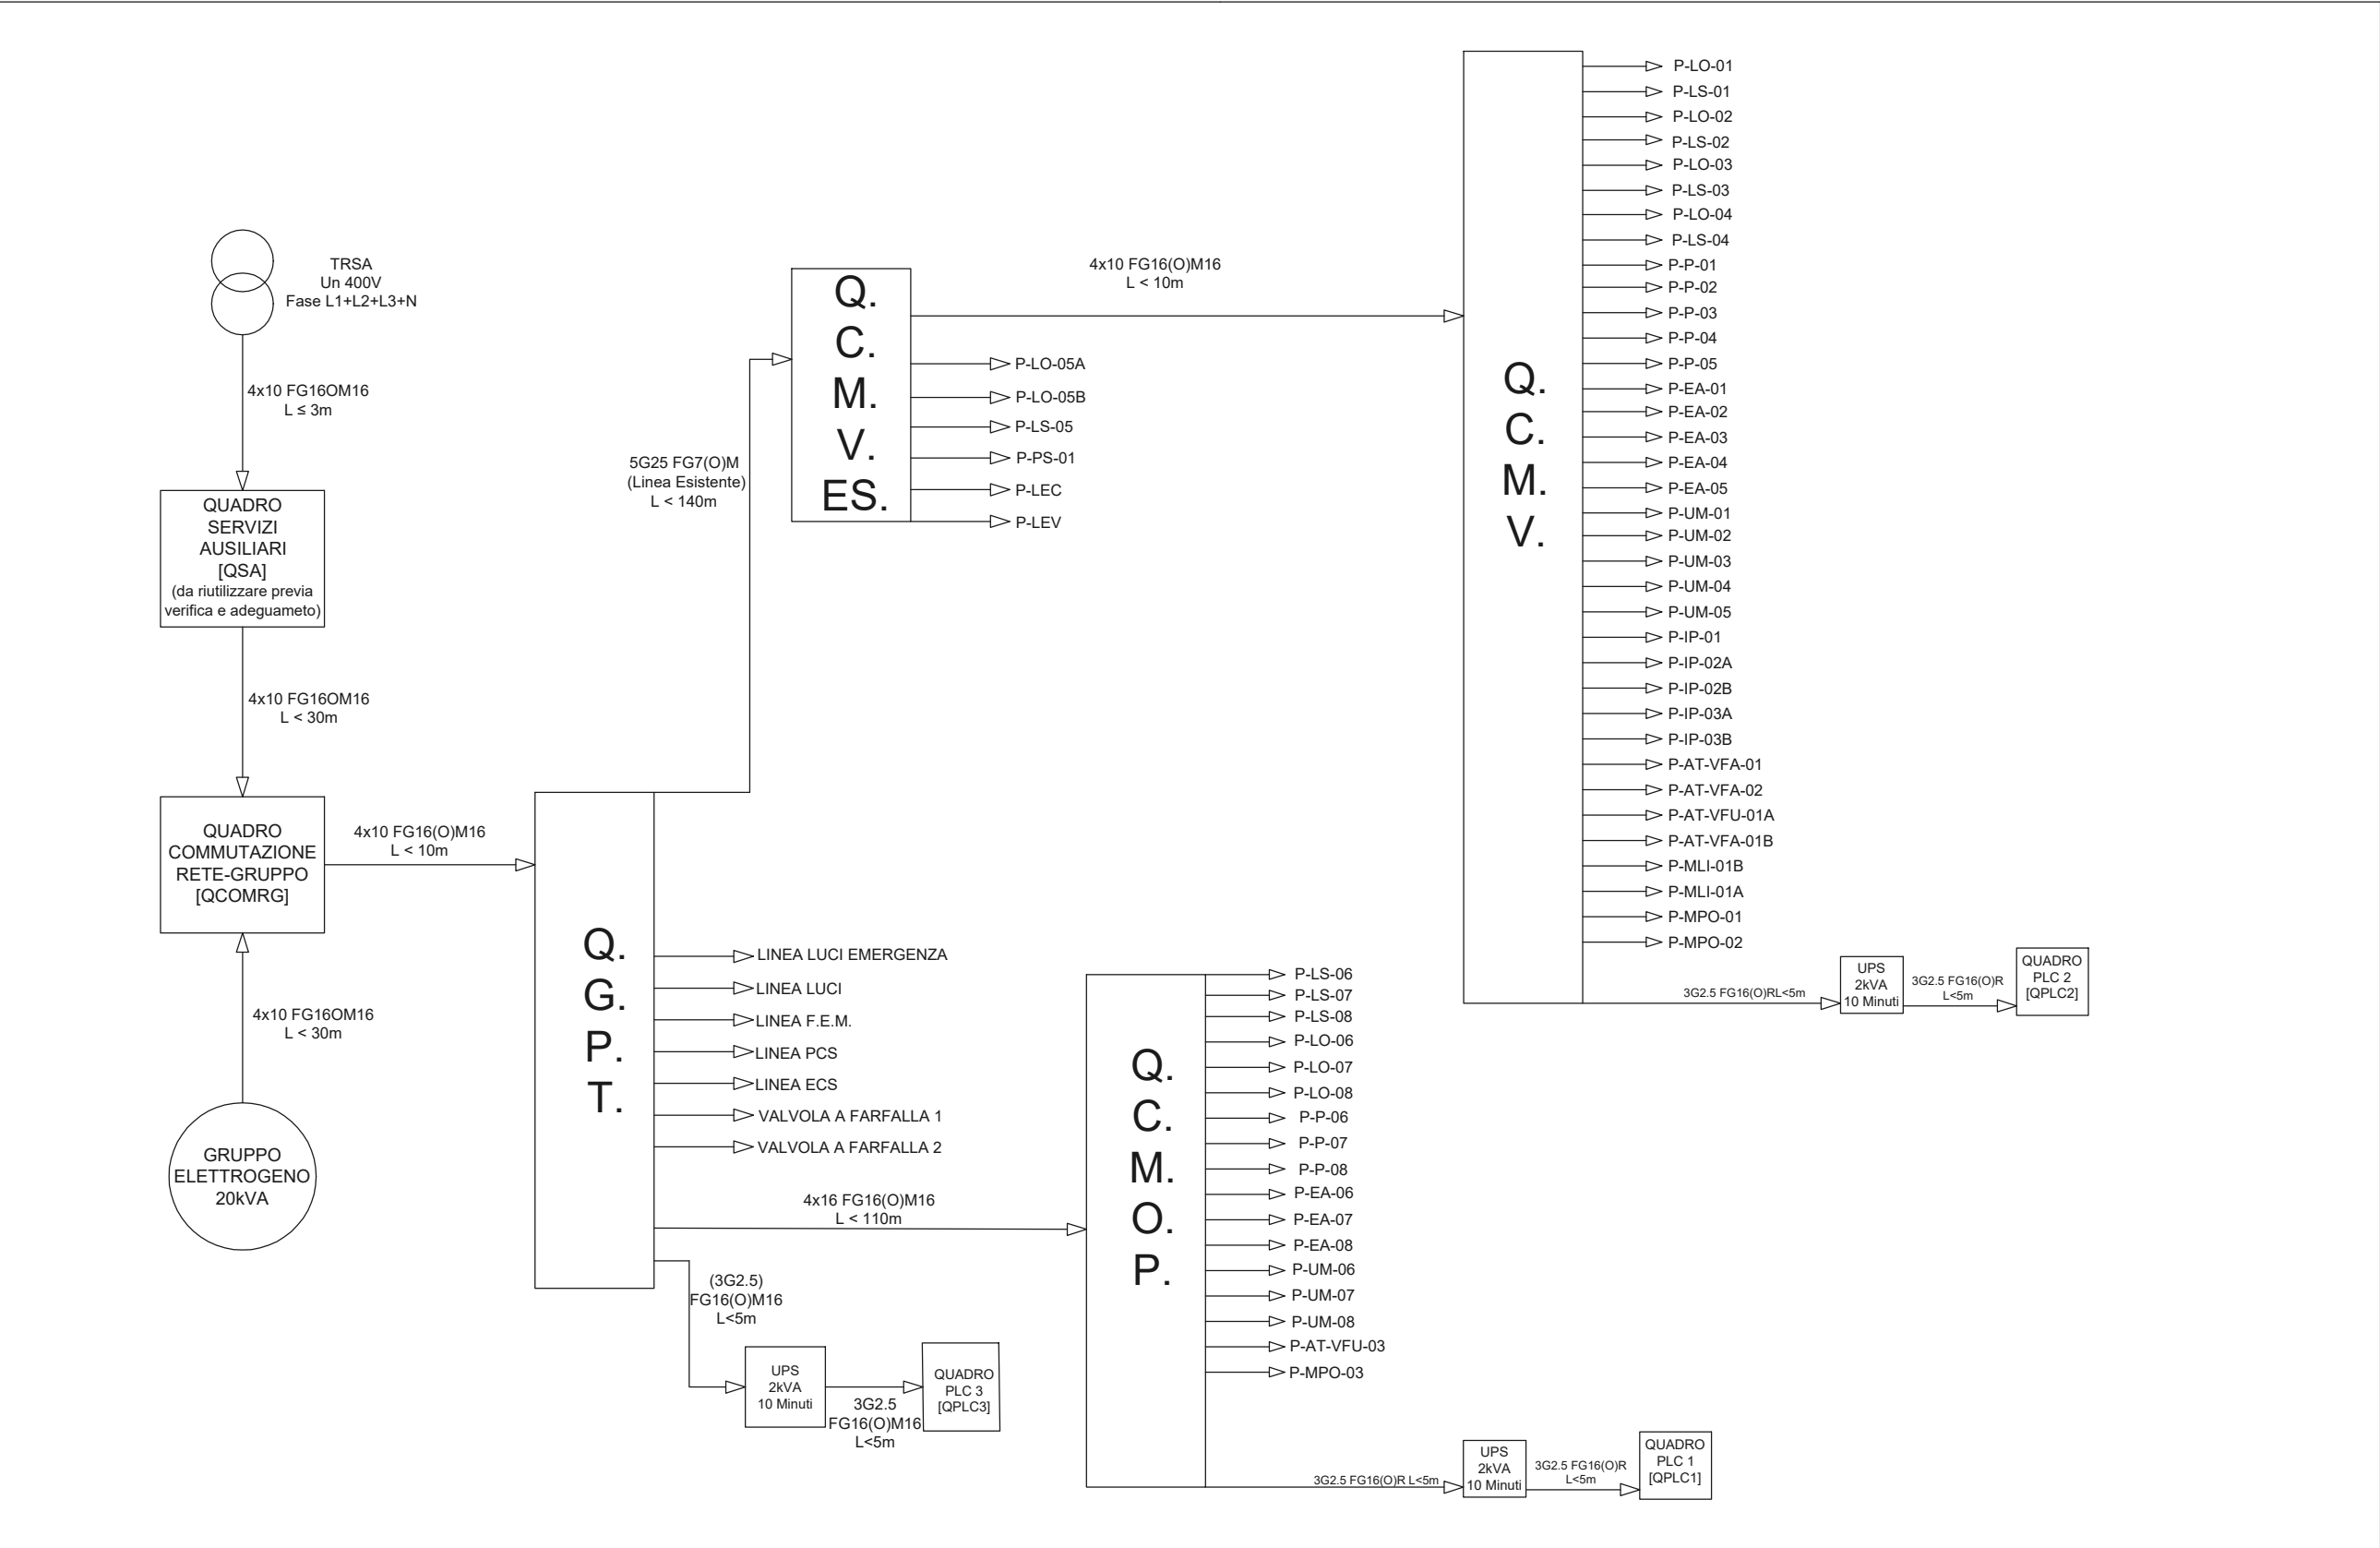 TRSA
Un 400V
Fase L1+L2+L3+N
4x10 FG16OM16
L ≤ 3m
QUADRO
SERVIZI
AUSILIARI
[QSA]
(da riutilizzare previa
verifica e adeguameto)
4x10 FG16OM16
L < 30m
QUADRO
COMMUTAZIONE
RETE-GRUPPO
[QCOMRG]
4x10 FG16OM16
L < 30m
GRUPPO
ELETTROGENO
20kVA
4x10 FG16(O)M16
L < 10m
Q.
G.
P.
T.
5G25 FG7(O)M
(Linea Esistente)
L < 140m
LINEA LUCI EMERGENZA
LINEA LUCI
LINEA F.E.M.
LINEA PCS
LINEA ECS
VALVOLA A FARFALLA 1
VALVOLA A FARFALLA 2
4x16 FG16(O)M16
L < 110m
(3G2.5)
FG16(O)M16
L<5m
UPS
2kVA
10 Minuti
3G2.5
FG16(O)M16
L<5m
QUADRO
PLC 3
[QPLC3]
Q.
C.
M.
V.
ES.
4x10 FG16(O)M16
L < 10m
P-LO-05A
P-LO-05B
P-LS-05
P-PS-01
P-LEC
P-LEV
Q.
C.
M.
O.
P.
P-LS-06
P-LS-07
P-LS-08
P-LO-06
P-LO-07
P-LO-08
P-P-06
P-P-07
P-P-08
P-EA-06
P-EA-07
P-EA-08
P-UM-06
P-UM-07
P-UM-08
P-AT-VFU-03
P-MPO-03
3G2.5 FG16(O)R L<5m
UPS
2kVA
10 Minuti
3G2.5 FG16(O)R
L<5m
QUADRO
PLC 1
[QPLC1]
Q.
C.
M.
V.
P-LO-01
P-LS-01
P-LO-02
P-LS-02
P-LO-03
P-LS-03
P-LO-04
P-LS-04
P-P-01
P-P-02
P-P-03
P-P-04
P-P-05
P-EA-01
P-EA-02
P-EA-03
P-EA-04
P-EA-05
P-UM-01
P-UM-02
P-UM-03
P-UM-04
P-UM-05
P-IP-01
P-IP-02A
P-IP-02B
P-IP-03A
P-IP-03B
P-AT-VFA-01
P-AT-VFA-02
P-AT-VFU-01A
P-AT-VFA-01B
P-MLI-01B
P-MLI-01A
P-MPO-01
P-MPO-02
3G2.5 FG16(O)RL<5m
UPS
2kVA
10 Minuti
3G2.5 FG16(O)R
L<5m
QUADRO
PLC 2
[QPLC2]